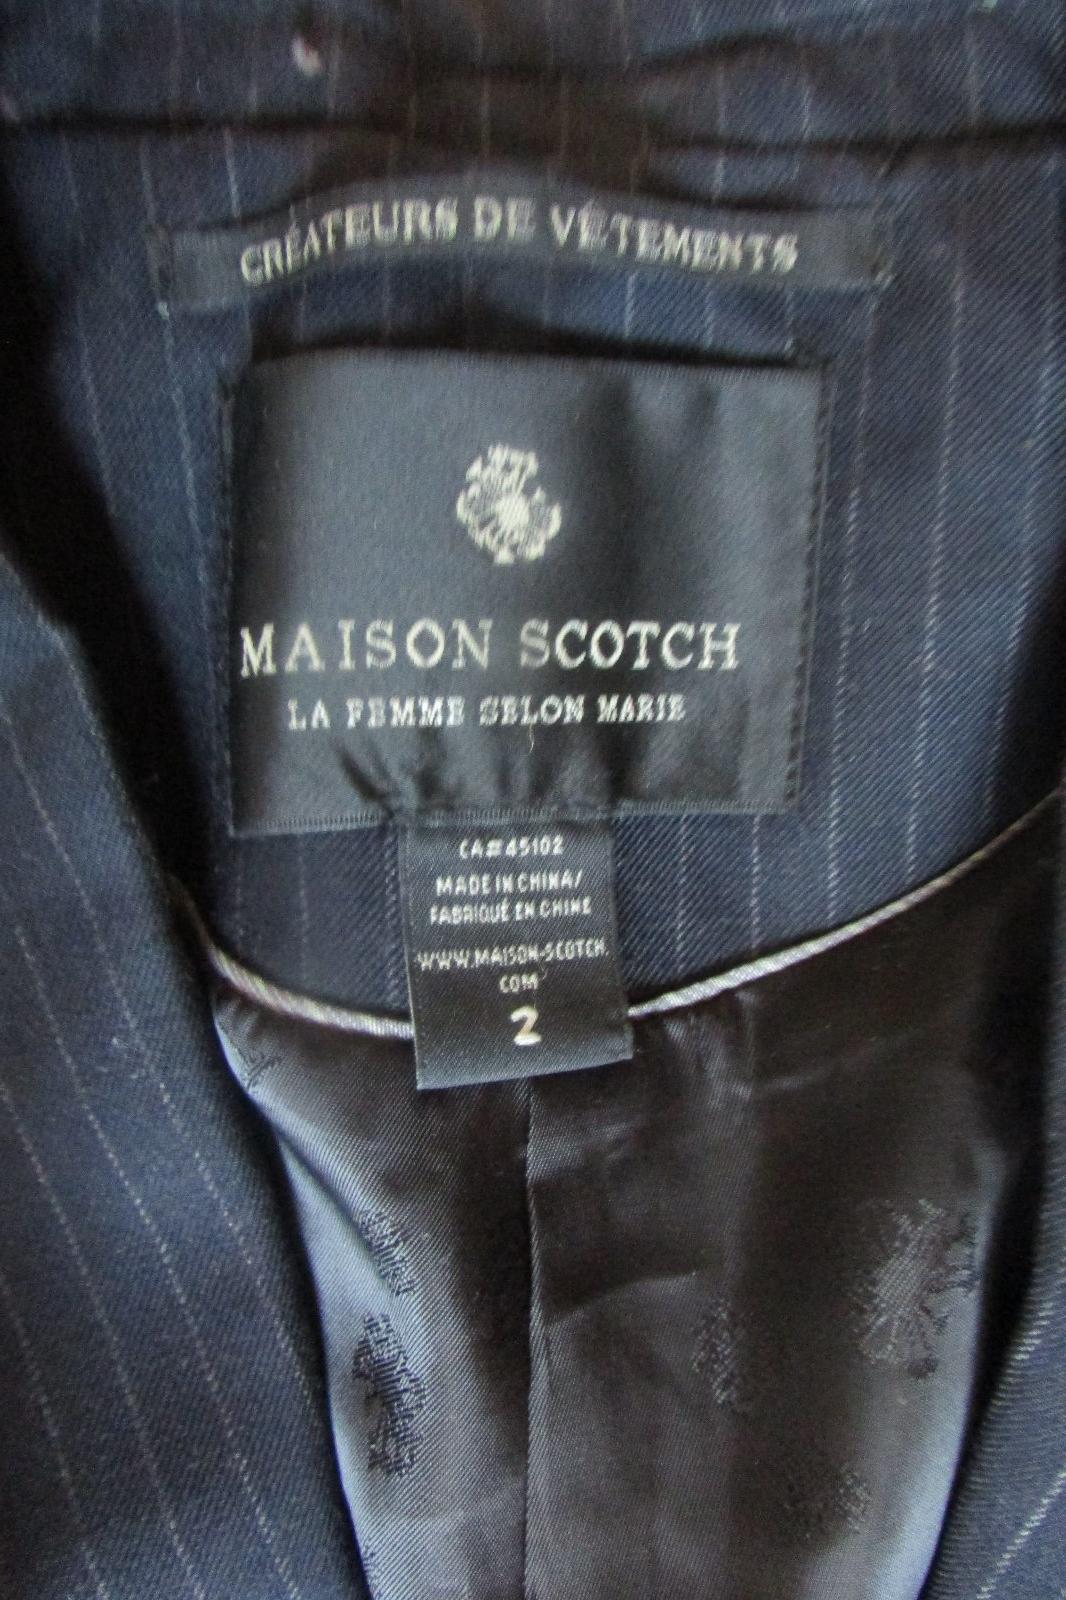 CRÉATEURS DE VÊTEMENTS
MAISON SCOTCH
LA FEMME SELON MARIE
CA#45102
MADE IN CHINA/
FABRIQUÉ EN CHINE
WWW.MAISON-SCOTCH.
COM
2